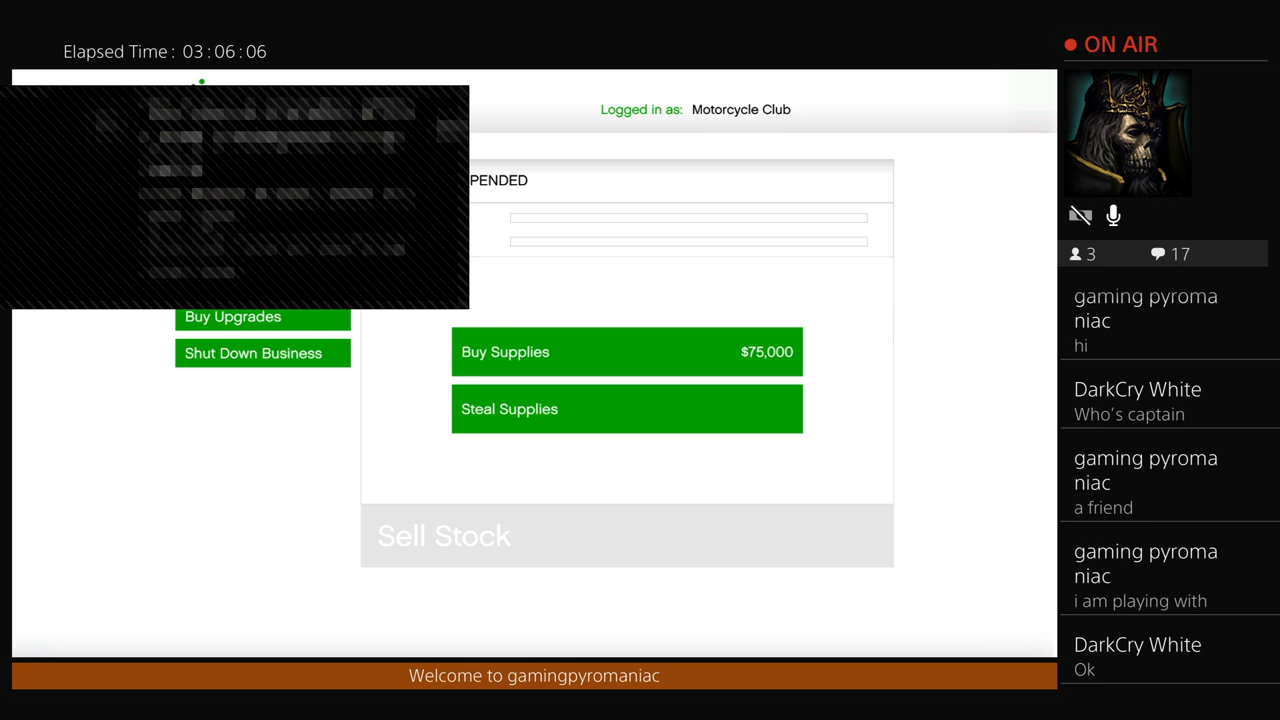 Elapsed Time: 03:06:06
ON AIR
Logged in as: Motorcycle Club
PENDED
Buy Upgrades
Shut Down Business
Buy Supplies $75,000
Steal Supplies
Sell Stock
Welcome to gamingpyromaniac
3 17
gaming pyroma
niac
hi
DarkCry White
Who's captain
gaming pyroma
niac
a friend
gaming pyroma
niac
i am playing with
DarkCry White
Ok